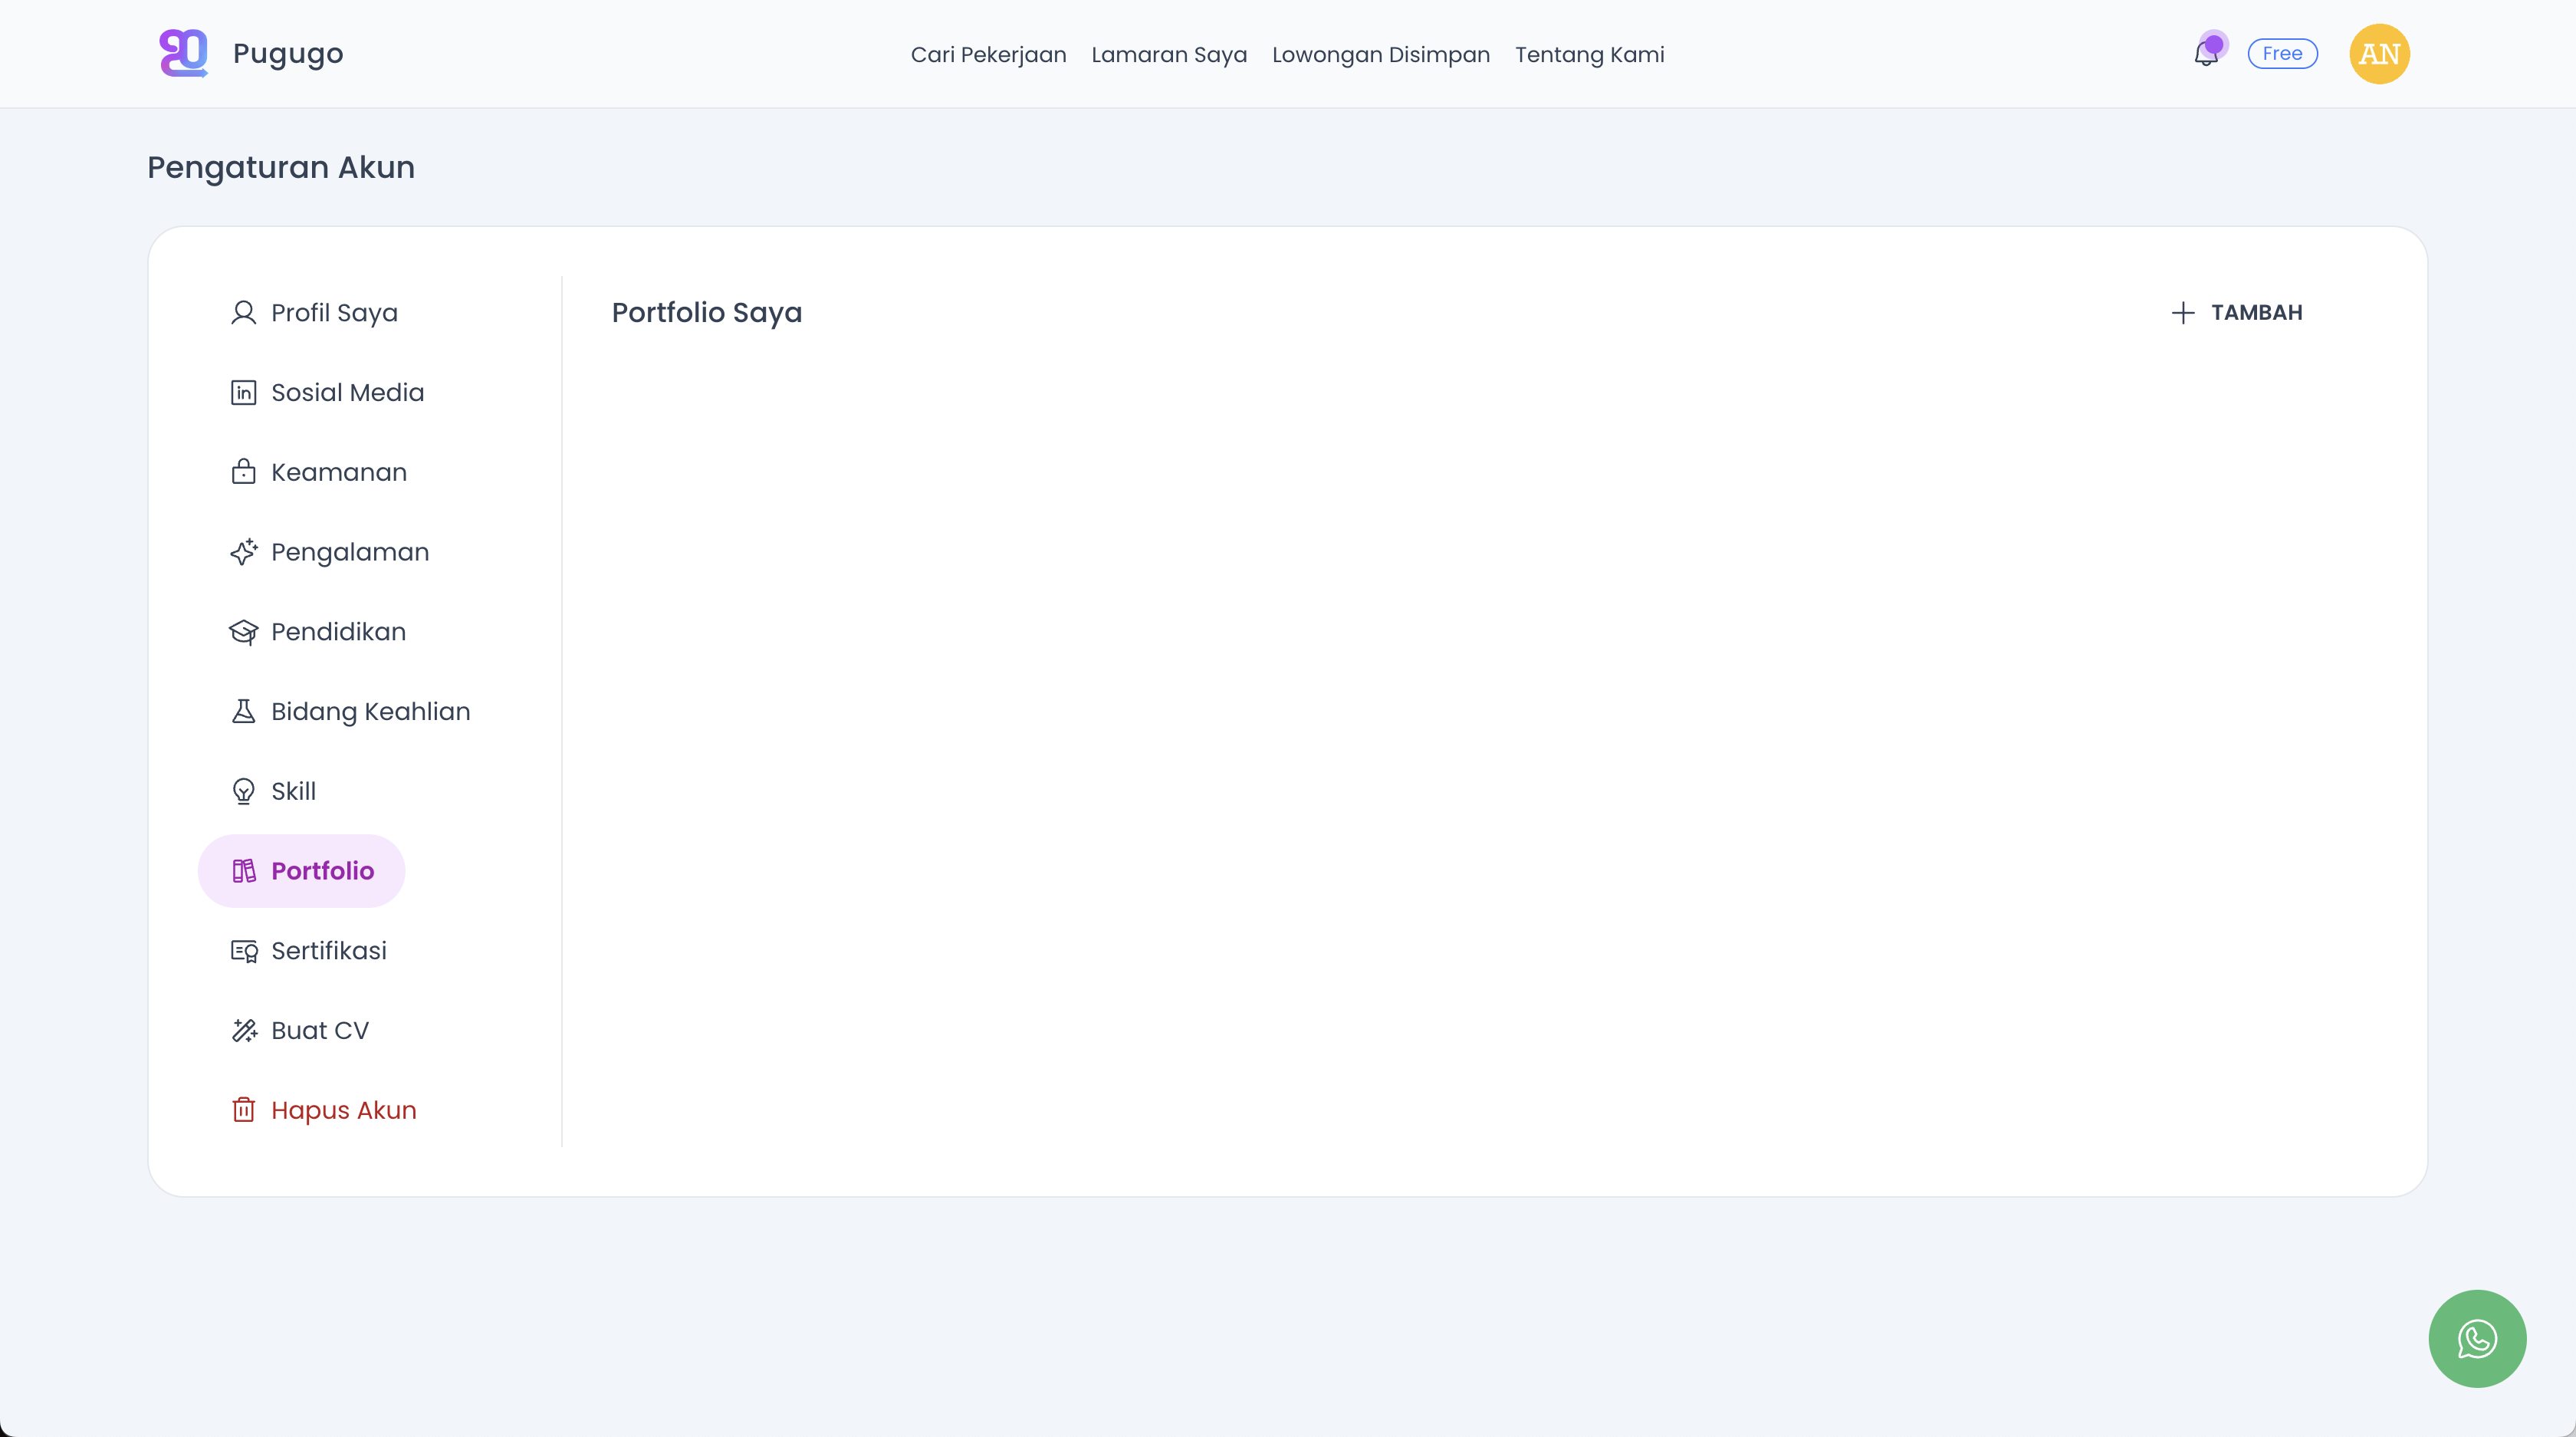 Pugugo
Cari Pekerjaan Lamaran Saya Lowongan Disimpan Tentang Kami
Free
AN
Pengaturan Akun
Profil Saya
Sosial Media
Keamanan
Pengalaman
Pendidikan
Bidang Keahlian
Skill
Portfolio
Sertifikasi
Buat CV
Hapus Akun
Portfolio Saya
TAMBAH